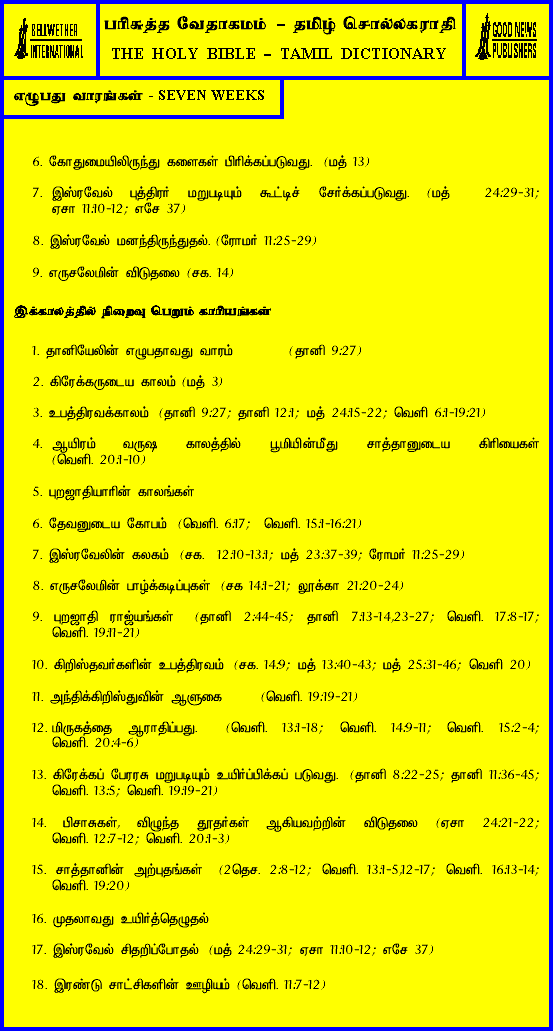 BELLWETHER
INTERNATIONAL
பரிசுத்த வேதாகமம் – தமிழ் சொல்லகராதி
THE HOLY BIBLE – TAMIL DICTIONARY
GOOD NEWS
PUBLISHERS
எழுபது வாரங்கள் - SEVEN WEEKS
6. கோதுமையிலிருந்து களைகள் பிரிக்கப்படுவது. (மத் 13)
7. இஸ்ரவேல் புத்திரர் மறுபடியும் கூட்டிச் சேர்க்கப்படுவது. (மத் 24:29-31;
ஏசா 11:10-12; எசே 37)
8. இஸ்ரவேல் மனந்திருந்துதல். (ரோமர் 11:25-29)
9. எருசலேமின் விடுதலை (சக. 14)
இக்காலத்தில் நிறைவு பெறும் காரியங்கள்
1. தானியேலின் எழுபதாவது வாரம் (தானி 9:27)
2. கிரேக்கருடைய காலம் (மத் 3)
3. உபத்திரவக்காலம் (தானி 9:27; தானி 12:1; மத் 24:15-22; வெளி 6:1-19:21)
4. ஆயிரம் வருஷ காலத்தில் பூமியின்மீது சாத்தானுடைய கிரியைகள்
(வெளி. 20:1-10)
5. புறஜாதியாரின் காலங்கள்
6. தேவனுடைய கோபம் (வெளி. 6:17; வெளி. 15:1-16:21)
7. இஸ்ரவேலின் கலகம் (சக. 12:10-13:1; மத் 23:37-39; ரோமர் 11:25-29)
8. எருசலேமின் பாழ்க்கடிப்புகள் (சக 14:1-21; லூக்கா 21:20-24)
9. புறஜாதி ராஜ்யங்கள் (தானி 2:44-45; தானி 7:13-14,23-27; வெளி. 17:8-17;
வெளி. 19:11-21)
10. கிறிஸ்தவர்களின் உபத்திரவம் (சக. 14:9; மத் 13:40-43; மத் 25:31-46; வெளி 20)
11. அந்திக்கிறிஸ்துவின் ஆளுகை (வெளி. 19:19-21)
12. மிருகத்தை ஆராதிப்பது. (வெளி. 13:1-18; வெளி. 14:9-11; வெளி. 15:2-4;
வெளி. 20:4-6)
13. கிரேக்கப் பேரரசு மறுபடியும் உயிர்ப்பிக்கப் படுவது. (தானி 8:22-25; தானி 11:36-45;
வெளி. 13:5; வெளி. 19:19-21)
14. பிசாசுகள், விழுந்த தூதர்கள் ஆகியவற்றின் விடுதலை (ஏசா 24:21-22;
வெளி. 12:7-12; வெளி. 20:1-3)
15. சாத்தானின் அற்புதங்கள் (2தெச. 2:8-12; வெளி. 13:1-5,12-17; வெளி. 16:13-14;
வெளி. 19:20)
16. முதலாவது உயிர்த்தெழுதல்
17. இஸ்ரவேல் சிதறிப்போதல் (மத் 24:29-31; ஏசா 11:10-12; எசே 37)
18. இரண்டு சாட்சிகளின் ஊழியம் (வெளி. 11:7-12)